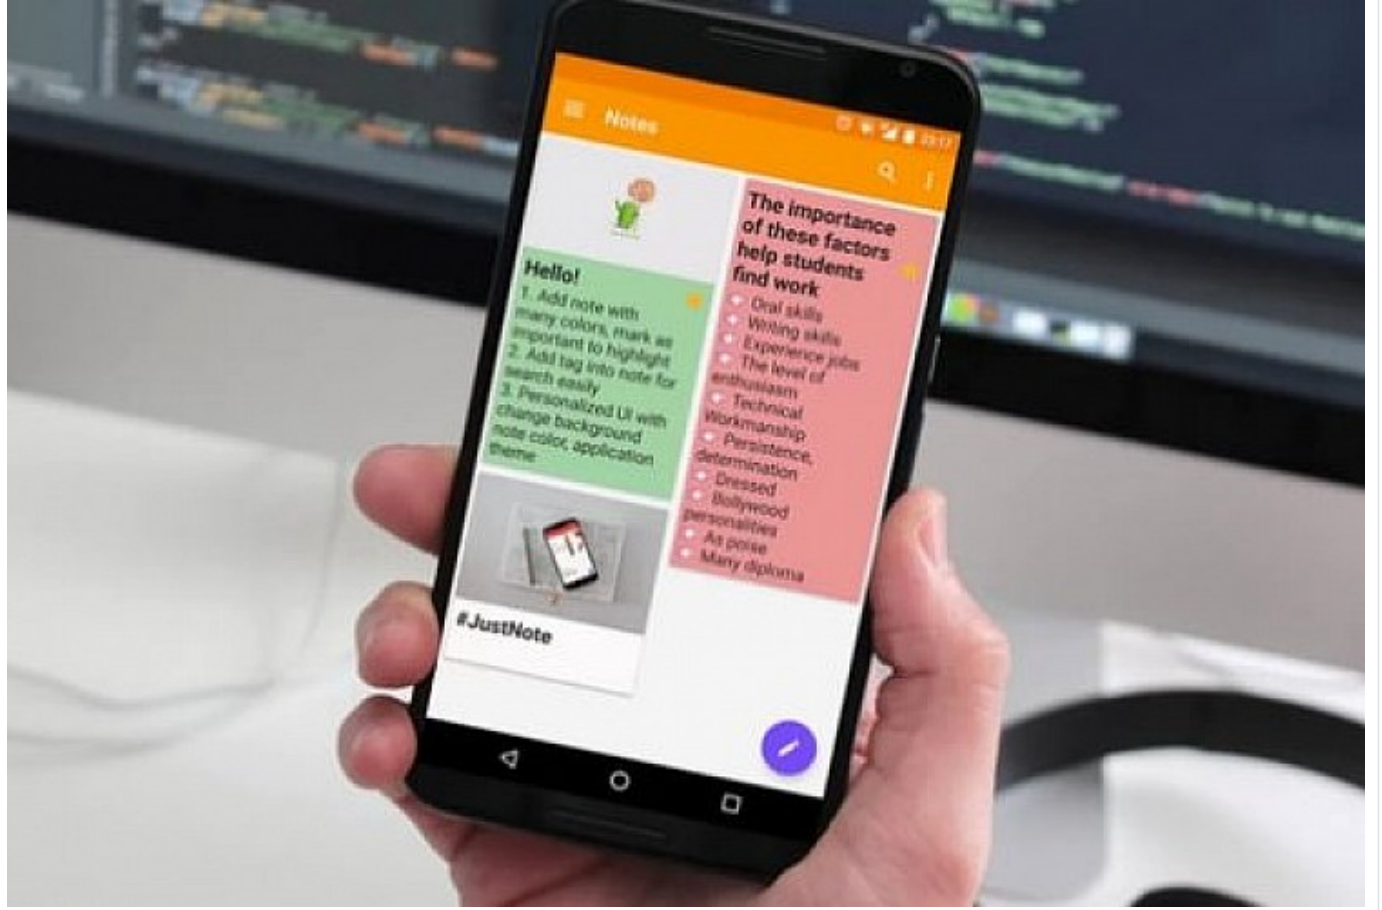 Notes
23:17
Hello!
1. Add note with
many colors, mark as
important to highlight
2. Add tag into note for
search easily
3. Personalized UI with
change background
note color, application
theme
#JustNote
The importance
of these factors
help students
find work
Oral skills
Writing skills
Experience jobs
The level of
enthusiasm
Technical
Workmanship
Persistence,
determination
Dressed
Bollywood
personalities
As poise
Many diploma